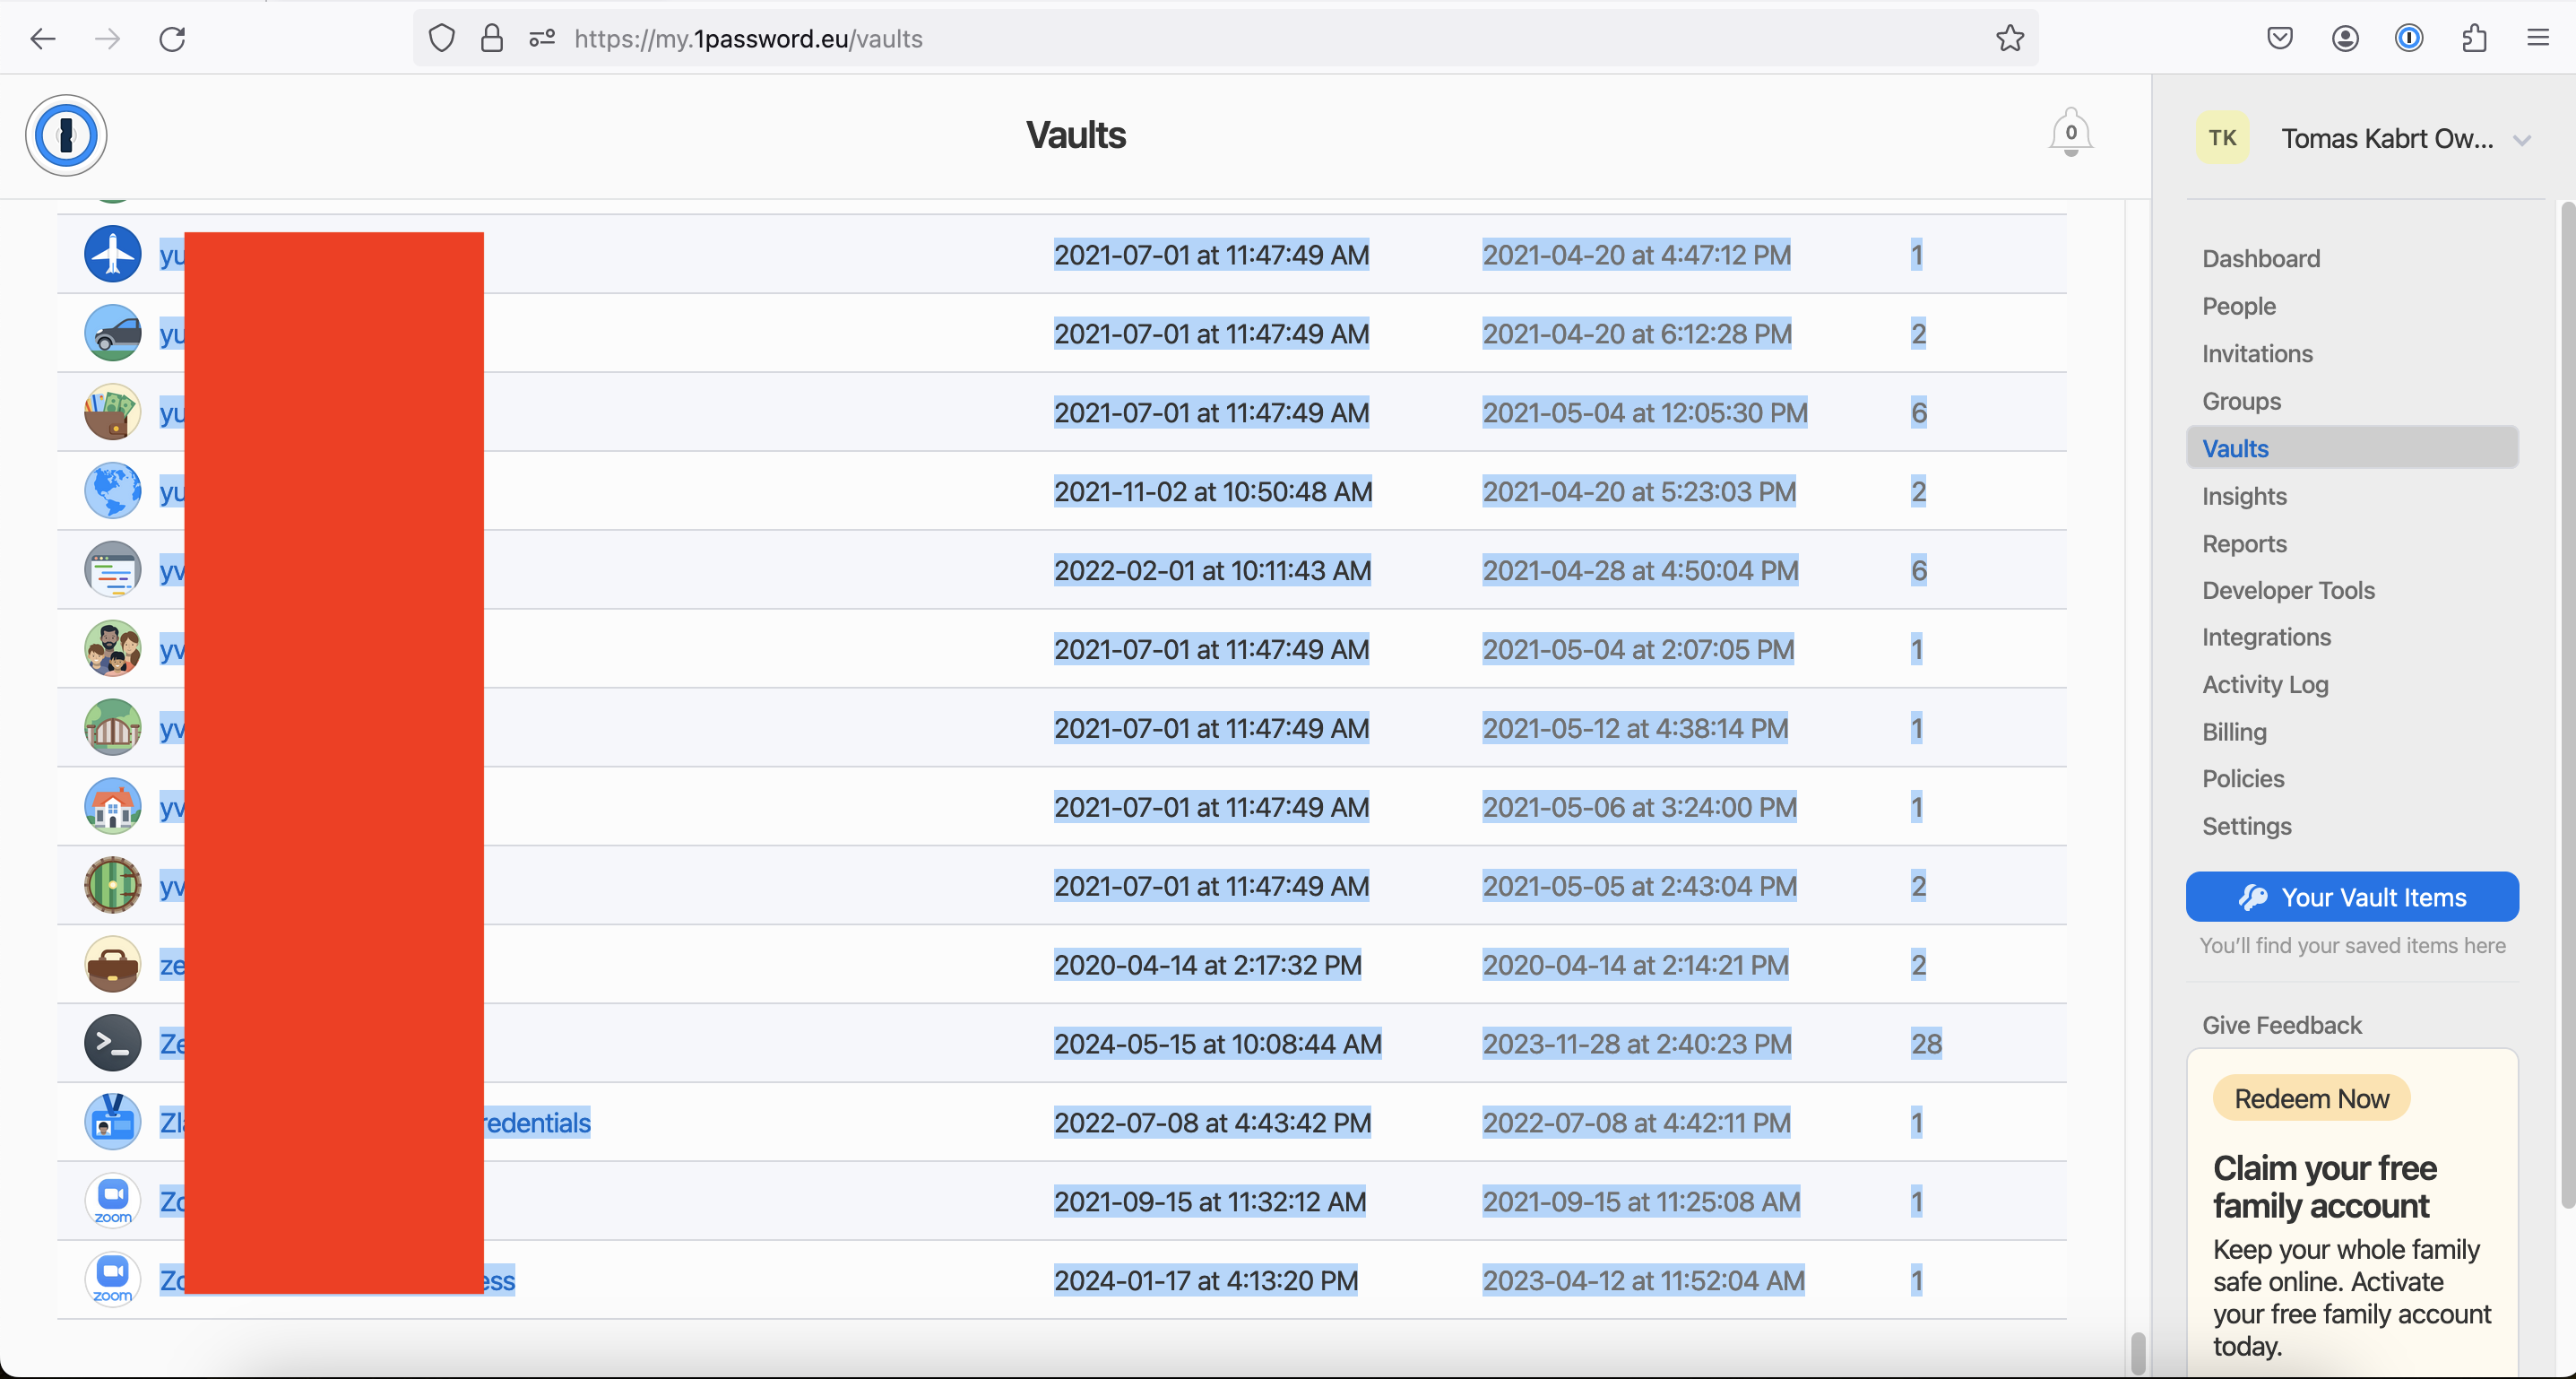 https://my.1password.eu/vaults
Vaults
0
TK Tomas Kabrt Ow...
yu 2021-07-01 at 11:47:49 AM 2021-04-20 at 4:47:12 PM 1
yu 2021-07-01 at 11:47:49 AM 2021-04-20 at 6:12:28 PM 2
yu 2021-07-01 at 11:47:49 AM 2021-05-04 at 12:05:30 PM 6
yu 2021-11-02 at 10:50:48 AM 2021-04-20 at 5:23:03 PM 2
yv 2022-02-01 at 10:11:43 AM 2021-04-28 at 4:50:04 PM 6
yv 2021-07-01 at 11:47:49 AM 2021-05-04 at 2:07:05 PM 1
yv 2021-07-01 at 11:47:49 AM 2021-05-12 at 4:38:14 PM 1
yv 2021-07-01 at 11:47:49 AM 2021-05-06 at 3:24:00 PM 1
yv 2021-07-01 at 11:47:49 AM 2021-05-05 at 2:43:04 PM 2
ze 2020-04-14 at 2:17:32 PM 2020-04-14 at 2:14:21 PM 2
Ze 2024-05-15 at 10:08:44 AM 2023-11-28 at 2:40:23 PM 28
Zl redentials 2022-07-08 at 4:43:42 PM 2022-07-08 at 4:42:11 PM 1
zoom Zo 2021-09-15 at 11:32:12 AM 2021-09-15 at 11:25:08 AM 1
zoom Zo ess 2024-01-17 at 4:13:20 PM 2023-04-12 at 11:52:04 AM 1
Dashboard
People
Invitations
Groups
Vaults
Insights
Reports
Developer Tools
Integrations
Activity Log
Billing
Policies
Settings
Your Vault Items
You'll find your saved items here
Give Feedback
Redeem Now
Claim your free
family account
Keep your whole family
safe online. Activate
your free family account
today.